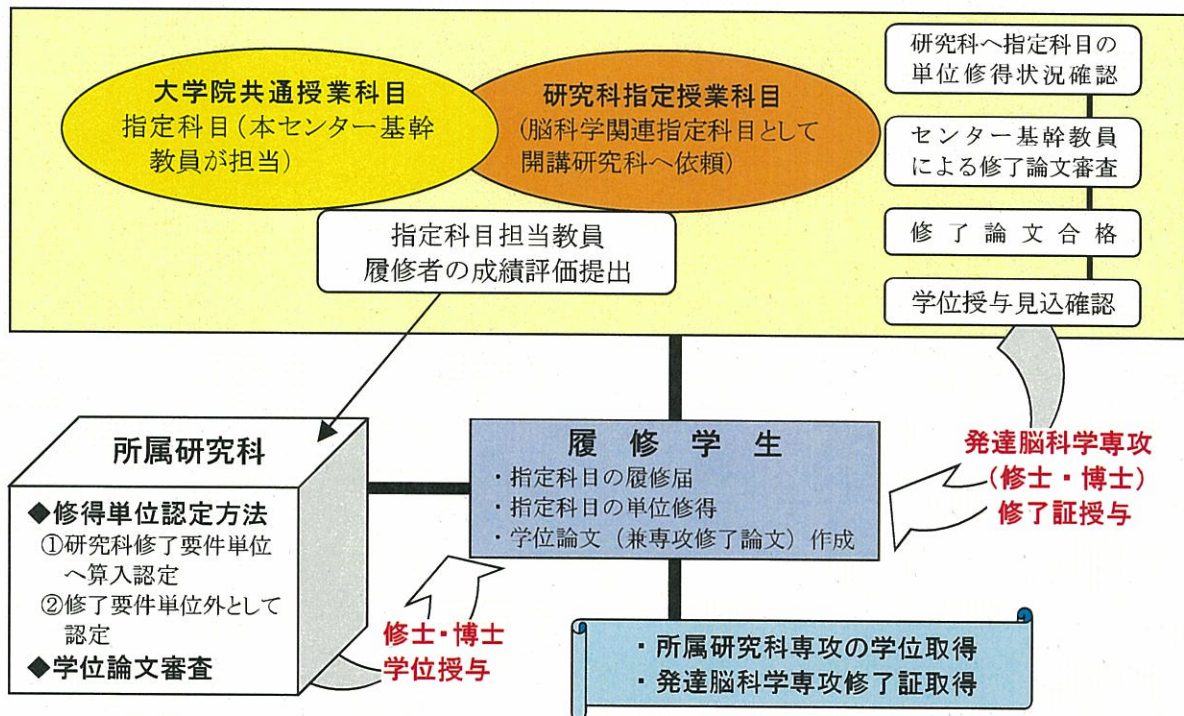 大学院共通授業科目
指定科目(本センター基幹
教員が担当)
研究科指定授業科目
(脳科学関連指定科目として
開講研究科へ依頼)
指定科目担当教員
履修者の成績評価提出
研究科へ指定科目の
単位修得状況確認
センター基幹教員
による修了論文審査
修了論文合格
学位授与見込確認
所属研究科
◆修得単位認定方法
①研究科修了要件単位
へ算入認定
②修了要件単位外として
認定
◆学位論文審査
履修学生
・指定科目の履修届
・指定科目の単位修得
・学位論文(兼専攻修了論文)作成
発達脳科学専攻
(修士・博士)
修了証授与
修士・博士
学位授与
・所属研究科専攻の学位取得
・発達脳科学専攻修了証取得